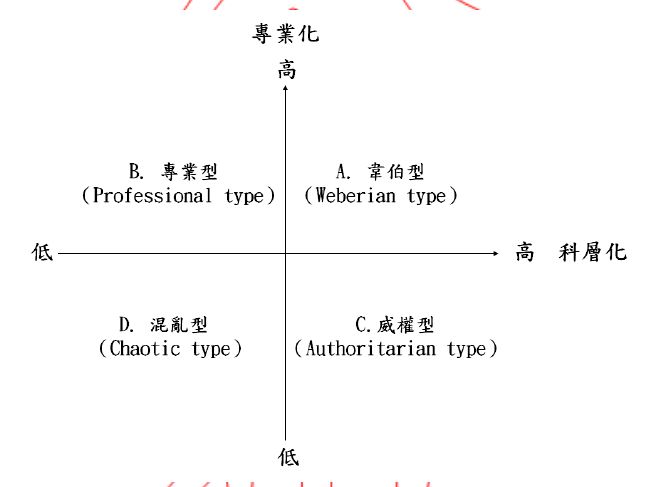 專業化
高
B. 專業型
(Professional type)
A. 韋伯型
(Weberian type)
低
高 科層化
D. 混亂型
(Chaotic type)
C.威權型
(Authoritarian type)
低